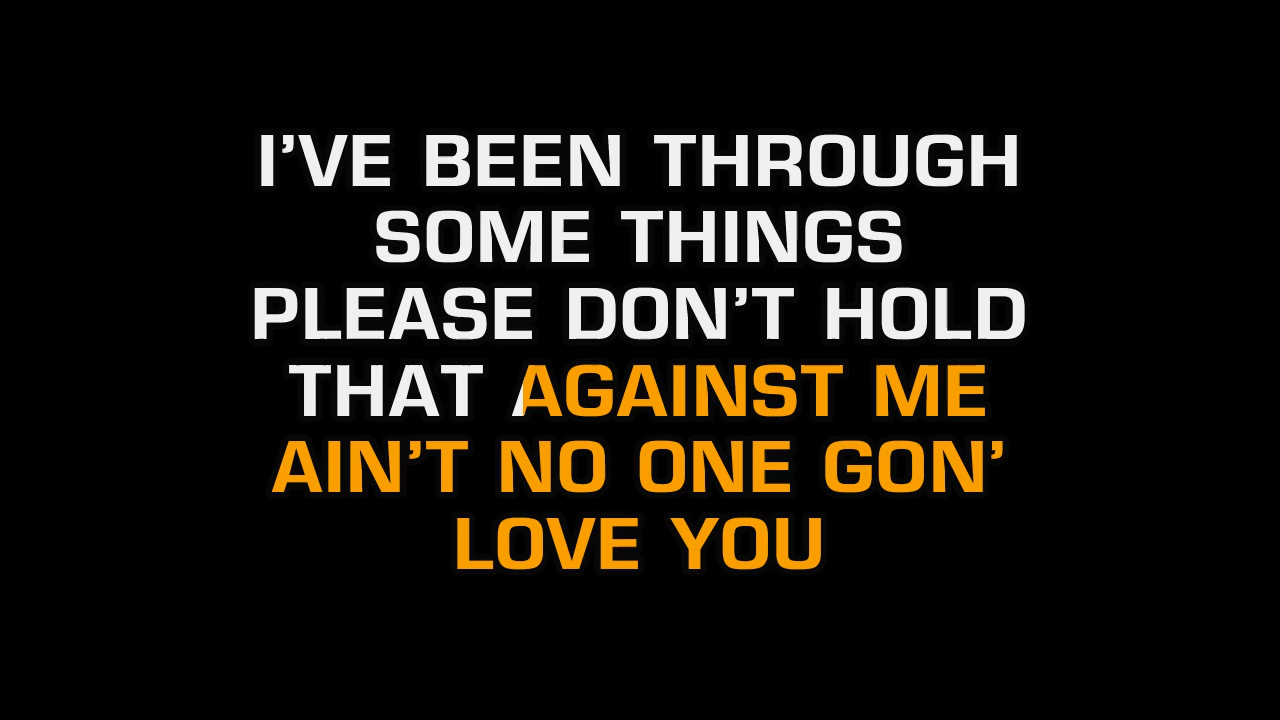 I’VE BEEN THROUGH
SOME THINGS
PLEASE DON’T HOLD
THAT AGAINST ME
AIN’T NO ONE GON’
LOVE YOU